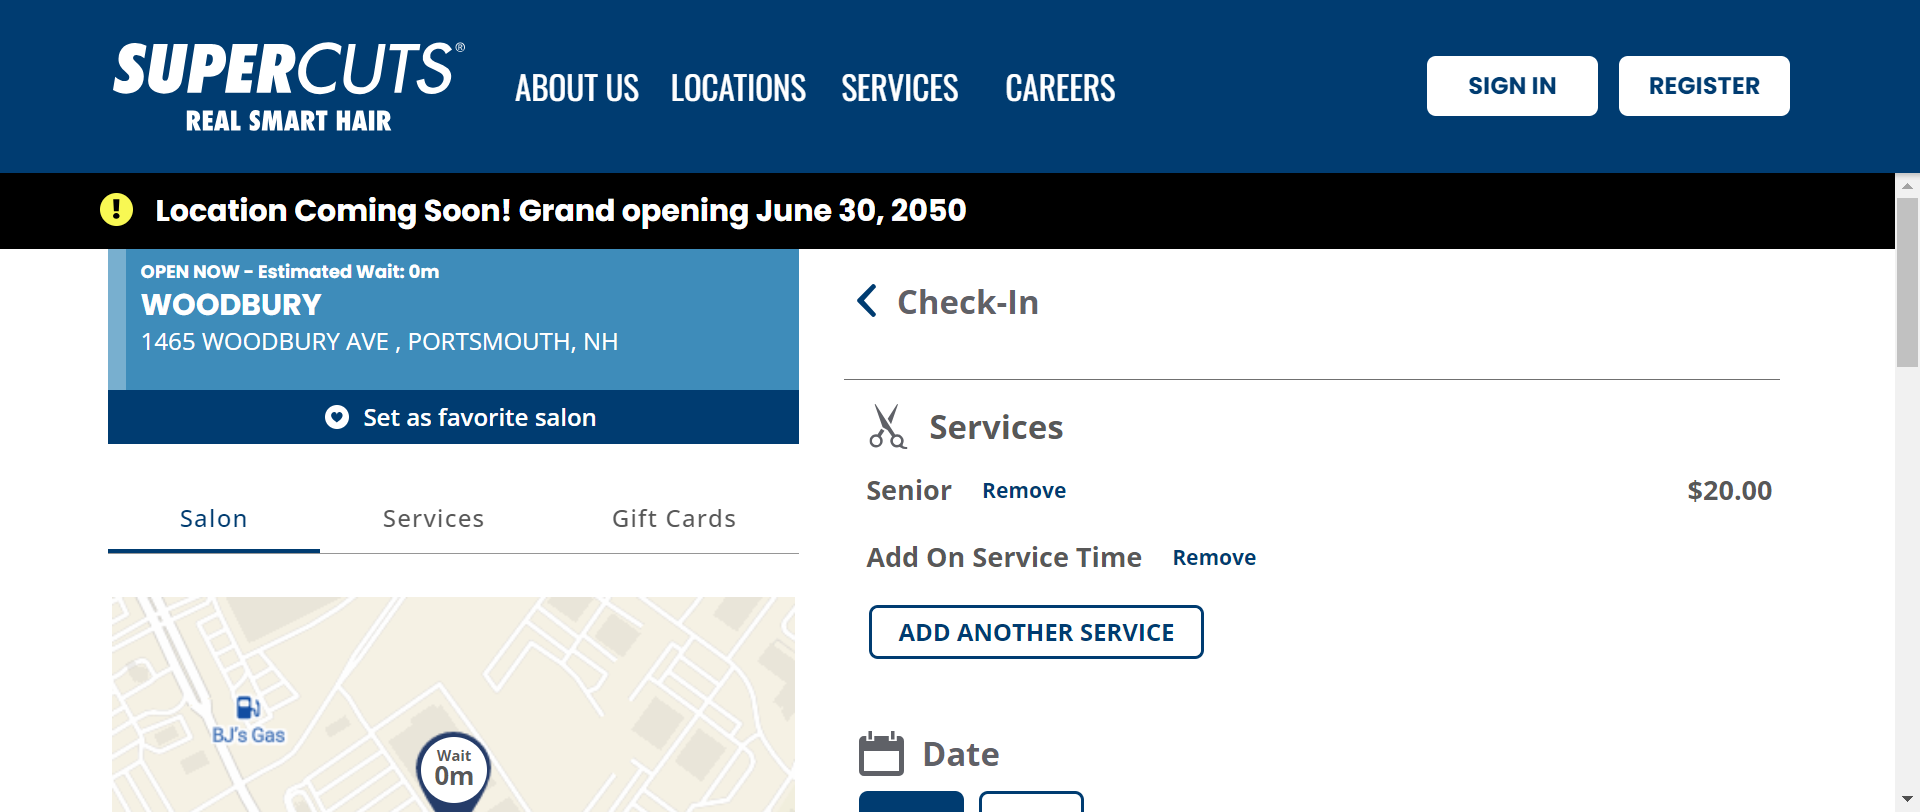 SUPERCUTS®
REAL SMART HAIR
ABOUT US LOCATIONS SERVICES CAREERS
SIGN IN REGISTER
Location Coming Soon! Grand opening June 30, 2050
OPEN NOW - Estimated Wait: 0m
WOODBURY
1465 WOODBURY AVE , PORTSMOUTH, NH
Set as favorite salon
Salon Services Gift Cards
BJ's Gas
Wait
0m
Check-In
Services
Senior Remove $20.00
Add On Service Time Remove
ADD ANOTHER SERVICE
Date